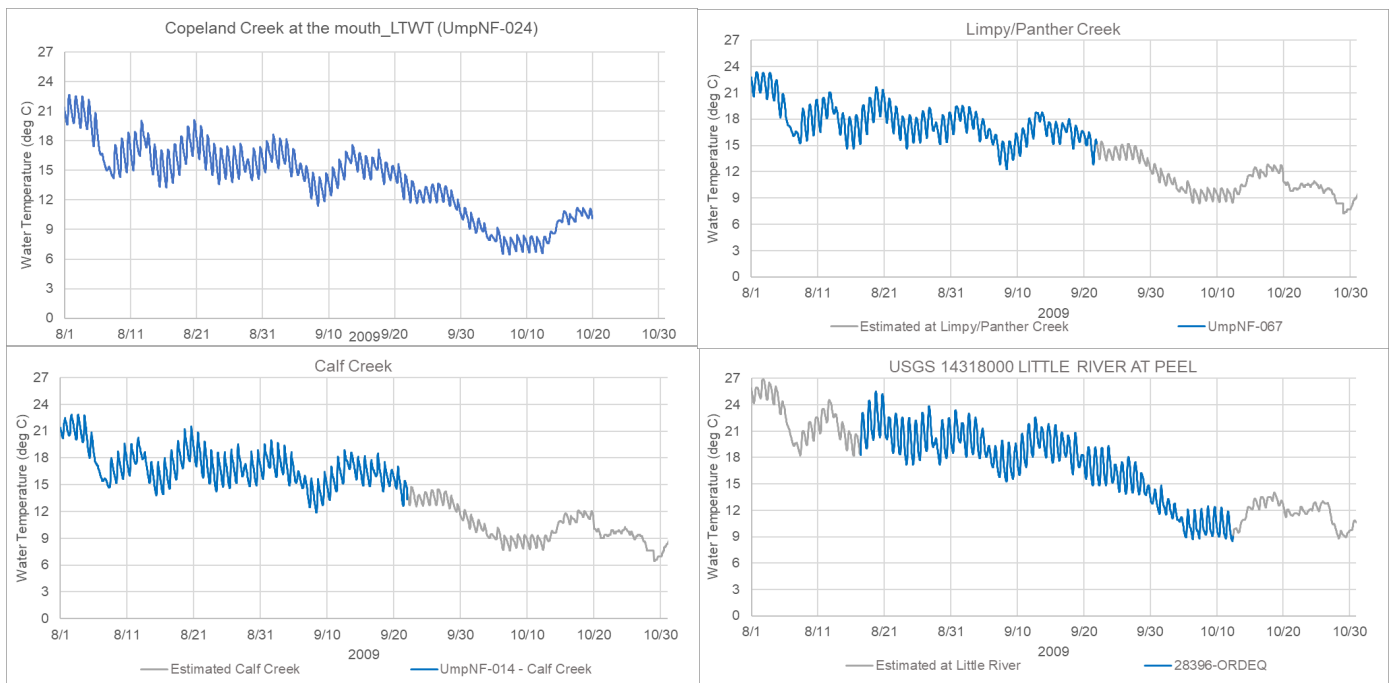 Copeland Creek at the mouth_LTWT (UmpNF-024)
Water Temperature (deg C)
27
24
21
18
15
12
9
6
3
0
8/1 8/11 8/21 8/31 9/10 9/20 9/30 10/10 10/20 10/30
2009
Limpy/Panther Creek
Water Temperature (deg C)
27
24
21
18
15
12
9
6
3
0
8/1 8/11 8/21 8/31 9/10 9/20 9/30 10/10 10/20 10/30
2009
Estimated at Limpy/Panther Creek UmpNF-067
Calf Creek
Water Temperature (deg C)
27
24
21
18
15
12
9
6
3
0
8/1 8/11 8/21 8/31 9/10 9/20 9/30 10/10 10/20 10/30
2009
Estimated Calf Creek UmpNF-014 - Calf Creek
USGS 14318000 LITTLE RIVER AT PEEL
Water Temperature (deg C)
27
24
21
18
15
12
9
6
3
0
8/1 8/11 8/21 8/31 9/10 9/20 9/30 10/10 10/20 10/30
2009
Estimated at Little River 28396-ORDEQ